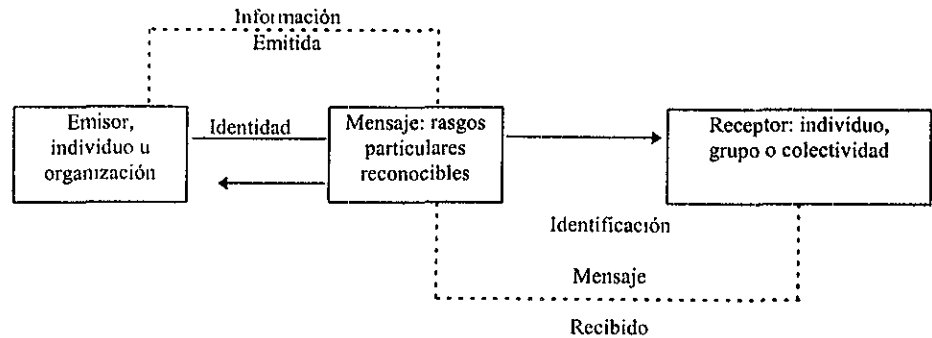 Información
Emitida
Emisor,
individuo u
organización
Identidad
Mensaje: rasgos
particulares
reconocibles
Receptor: individuo,
grupo o colectividad
Identificación
Mensaje
Recibido